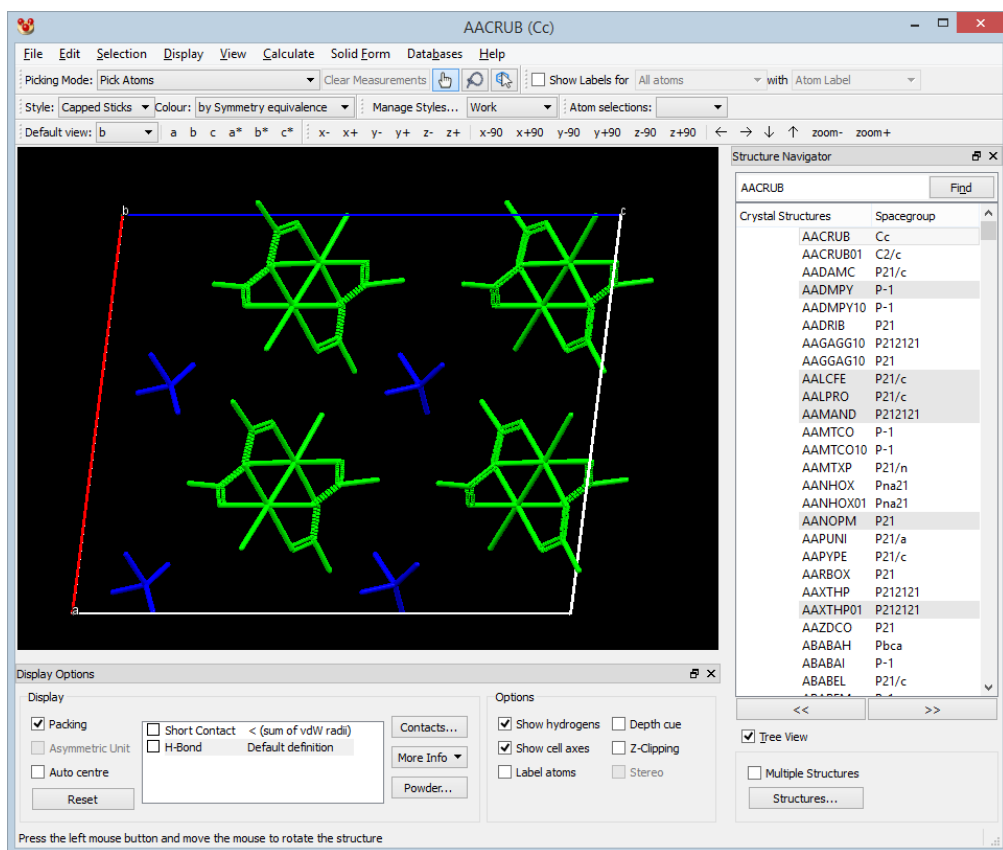 AACRUB (Cc)
File Edit Selection Display View Calculate Solid Form Databases Help
Picking Mode: Pick Atoms Clear Measurements Show Labels for All atoms with Atom Label
Style: Capped Sticks Colour: by Symmetry equivalence Manage Styles... Work Atom selections:
Default view: b a b c a* b* c* x- x+ y- y+ z- z+ x-90 x+90 y-90 y+90 z-90 z+90 ← → ↓ ↑ zoom- zoom+
Structure Navigator
AACRUB Find
Crystal Structures Spacegroup
AACRUB Cc
AACRUB01 C2/c
AADAMC P21/c
AADMPY P-1
AADMPY10 P-1
AADRIB P21
AAGAGG10 P212121
AAGGAG10 P21
AALCFE P21/c
AALPRO P21/c
AAMAND P212121
AAMTCO P-1
AAMTCO10 P-1
AAMTXP P21/n
AANHOX Pna21
AANHOX01 Pna21
AANOPM P21
AAPUNI P21/a
AAPYPE P21/c
AARBOX P21
AAXTHP P212121
AAXTHP01 P212121
AAZDCO P21
ABABAH Pbca
ABABAI P-1
ABABEL P21/c
<< >>
Tree View
Multiple Structures
Structures...
b
c
a
Display Options
Display
Packing
Asymmetric Unit
Auto centre
Reset
Short Contact < (sum of vdW radii)
H-Bond Default definition
Contacts...
More Info
Powder...
Options
Show hydrogens Depth cue
Show cell axes Z-Clipping
Label atoms Stereo
Press the left mouse button and move the mouse to rotate the structure